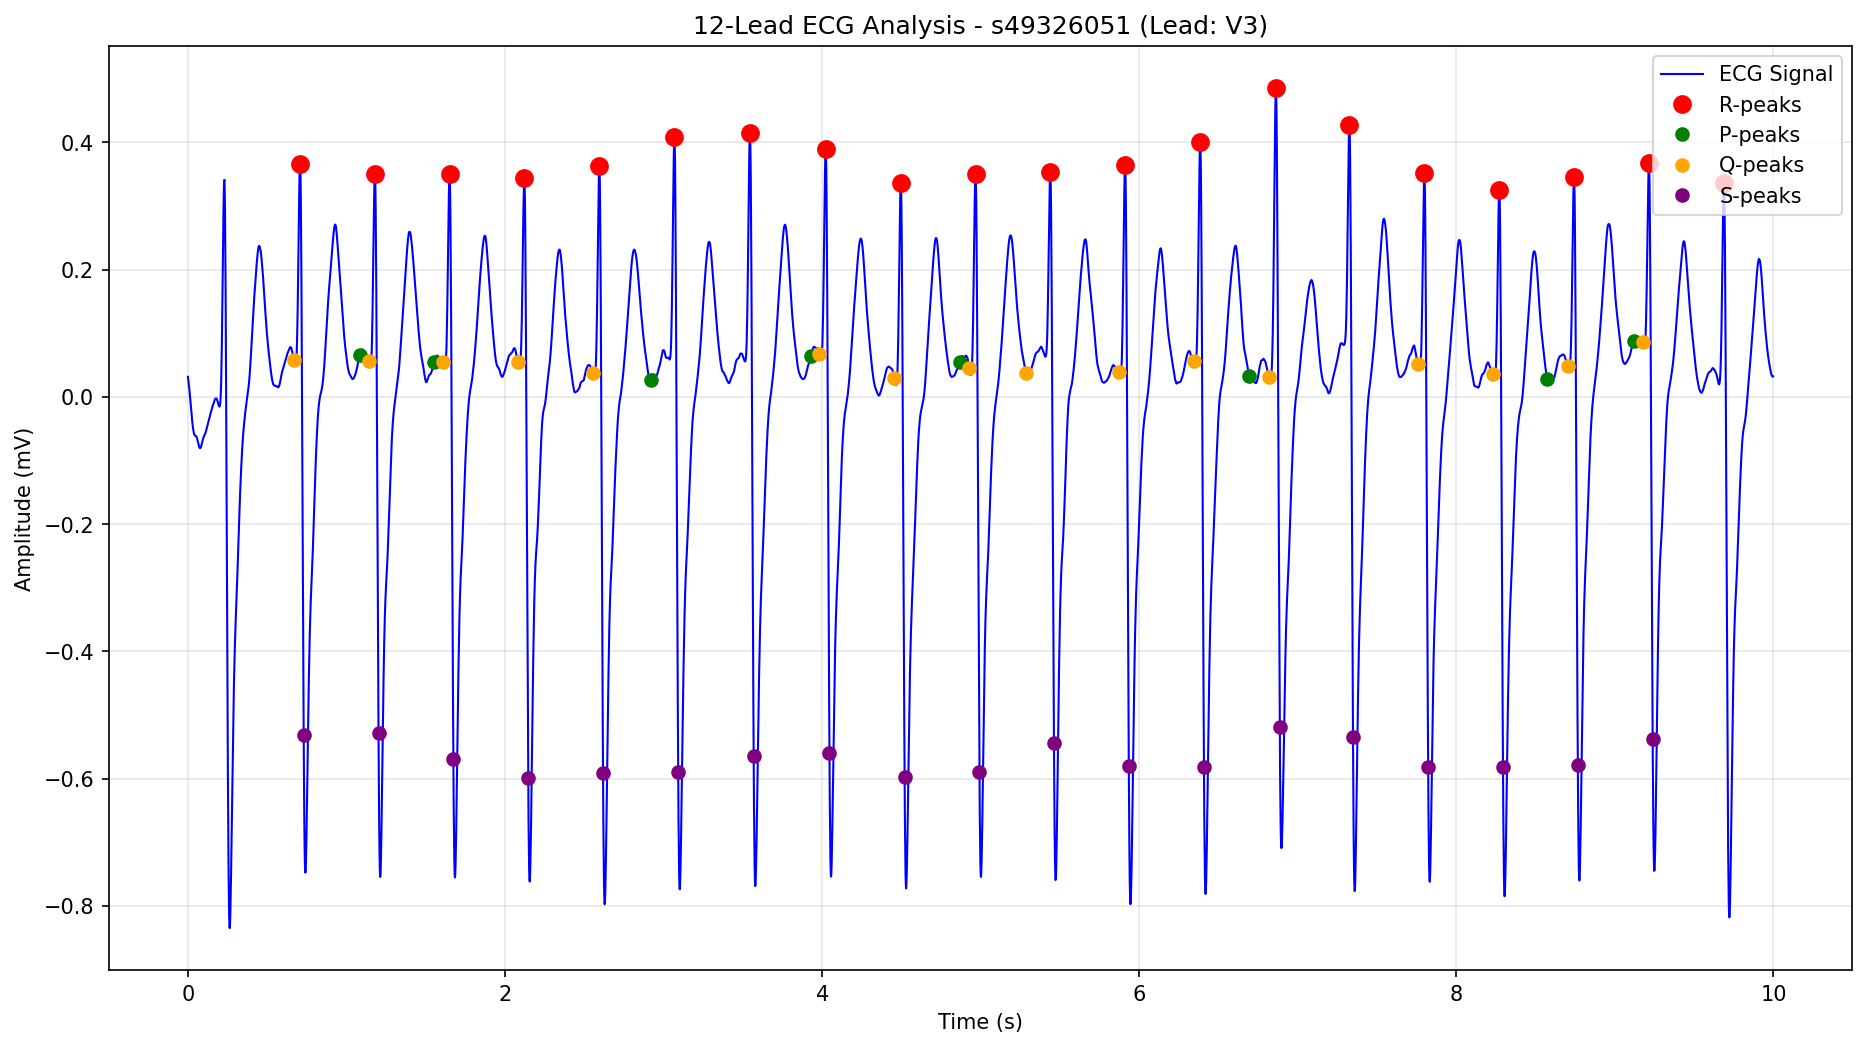 12-Lead ECG Analysis - s49326051 (Lead: V3)
ECG Signal
R-peaks
P-peaks
Q-peaks
S-peaks
Amplitude (mV)
0.4
0.2
0.0
−0.2
−0.4
−0.6
−0.8
0 2 4 6 8 10
Time (s)